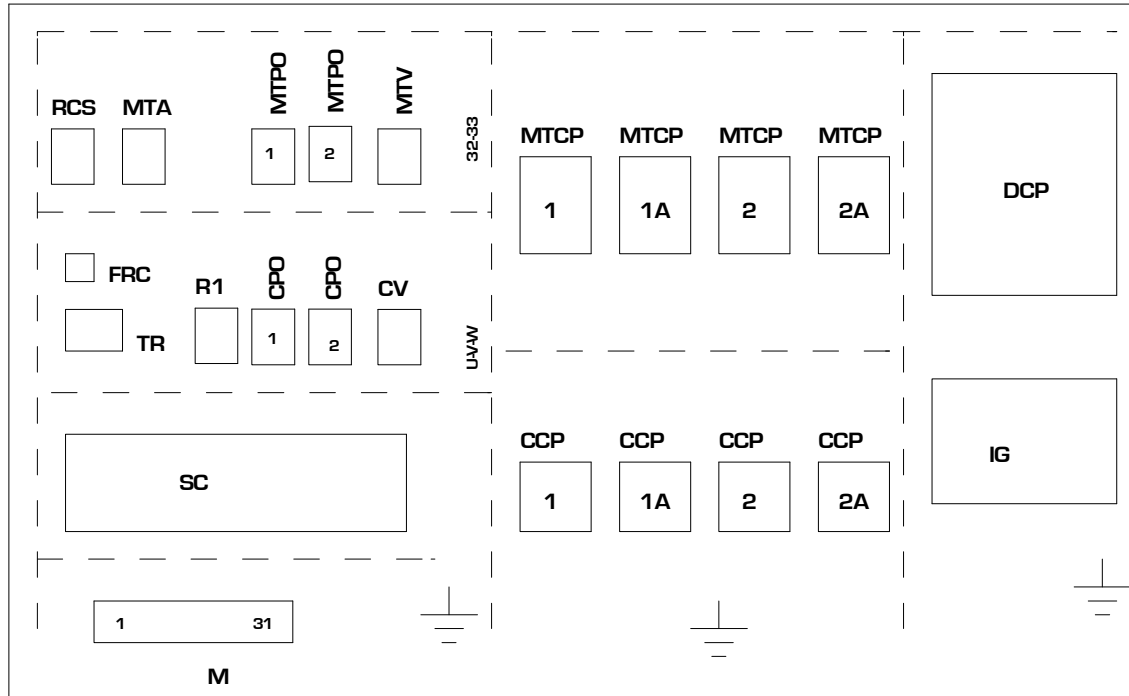 RCS MTA MTPO MTPO MTV
1 2
32-33
MTCP MTCP MTCP MTCP
1 1A 2 2A
DCP
FRC
R1 CPO CPO CV
TR
1 2
U-V-W
CCP CCP CCP CCP
SC
1 1A 2 2A
IG
1 31
M